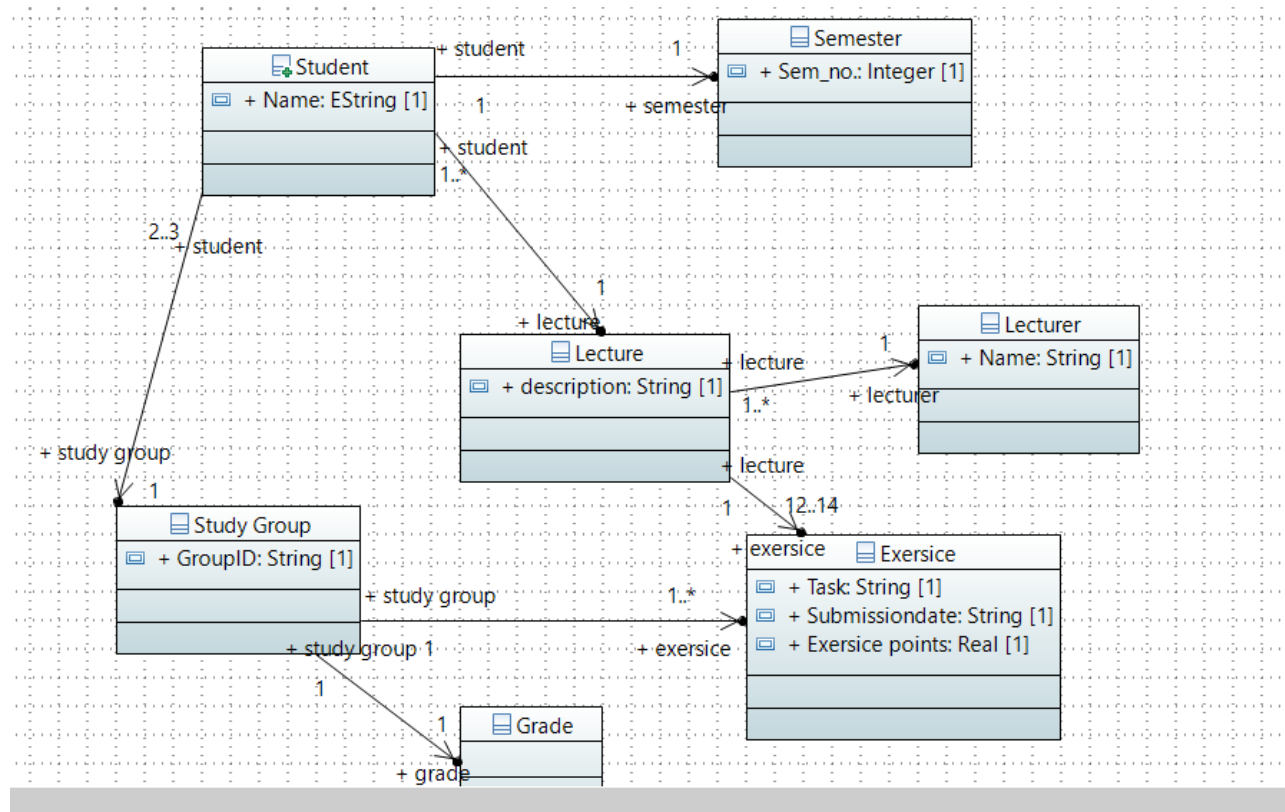 Semester
+ student
1
Student
+ Sem_no.: Integer [1]
+ Name: EString [1]
1
+ semester
+ student
1..*
2..3
+ student
1
+ lecture
Lecturer
1
Lecture
+ lecture
+ Name: String [1]
+ description: String [1]
+ lecturer
1..*
+ study group
+ lecture
1
1
12..14
Study Group
+ exersice
Exersice
+ GroupID: String [1]
+ Task: String [1]
+ study group
1..*
+ Submissiondate: String [1]
+ study group 1
+ exersice
+ Exersice points: Real [1]
1
1
Grade
+ grade